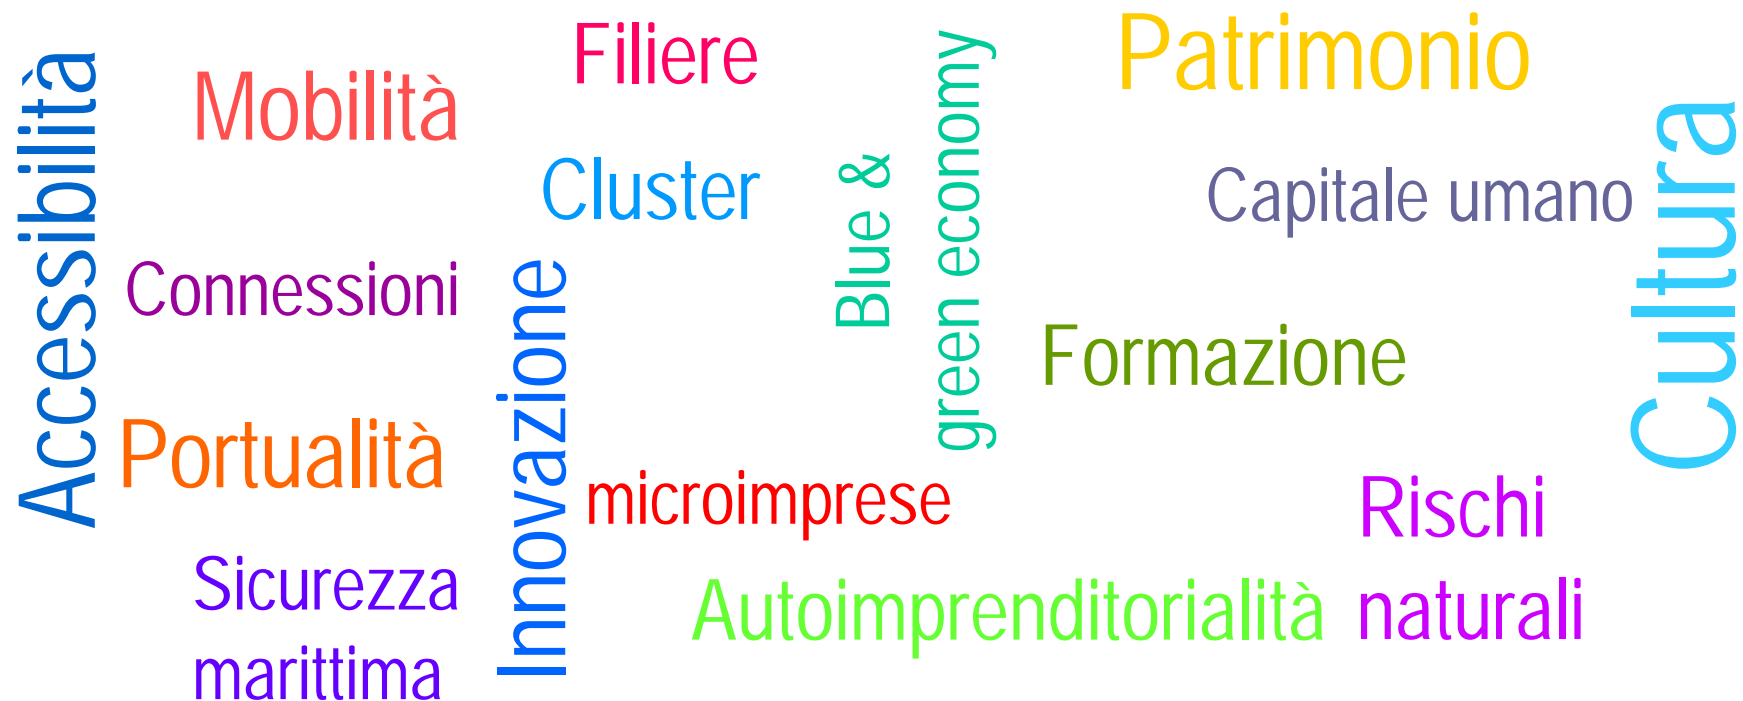 Accessibilità
Mobilità
Connessioni
Portualità
Sicurezza
marittima
Filiere
Cluster
Innovazione
microimprese
Blue &
green economy
Patrimonio
Capitale umano
Formazione
Cultura
Autoimprenditorialità
Rischi
naturali